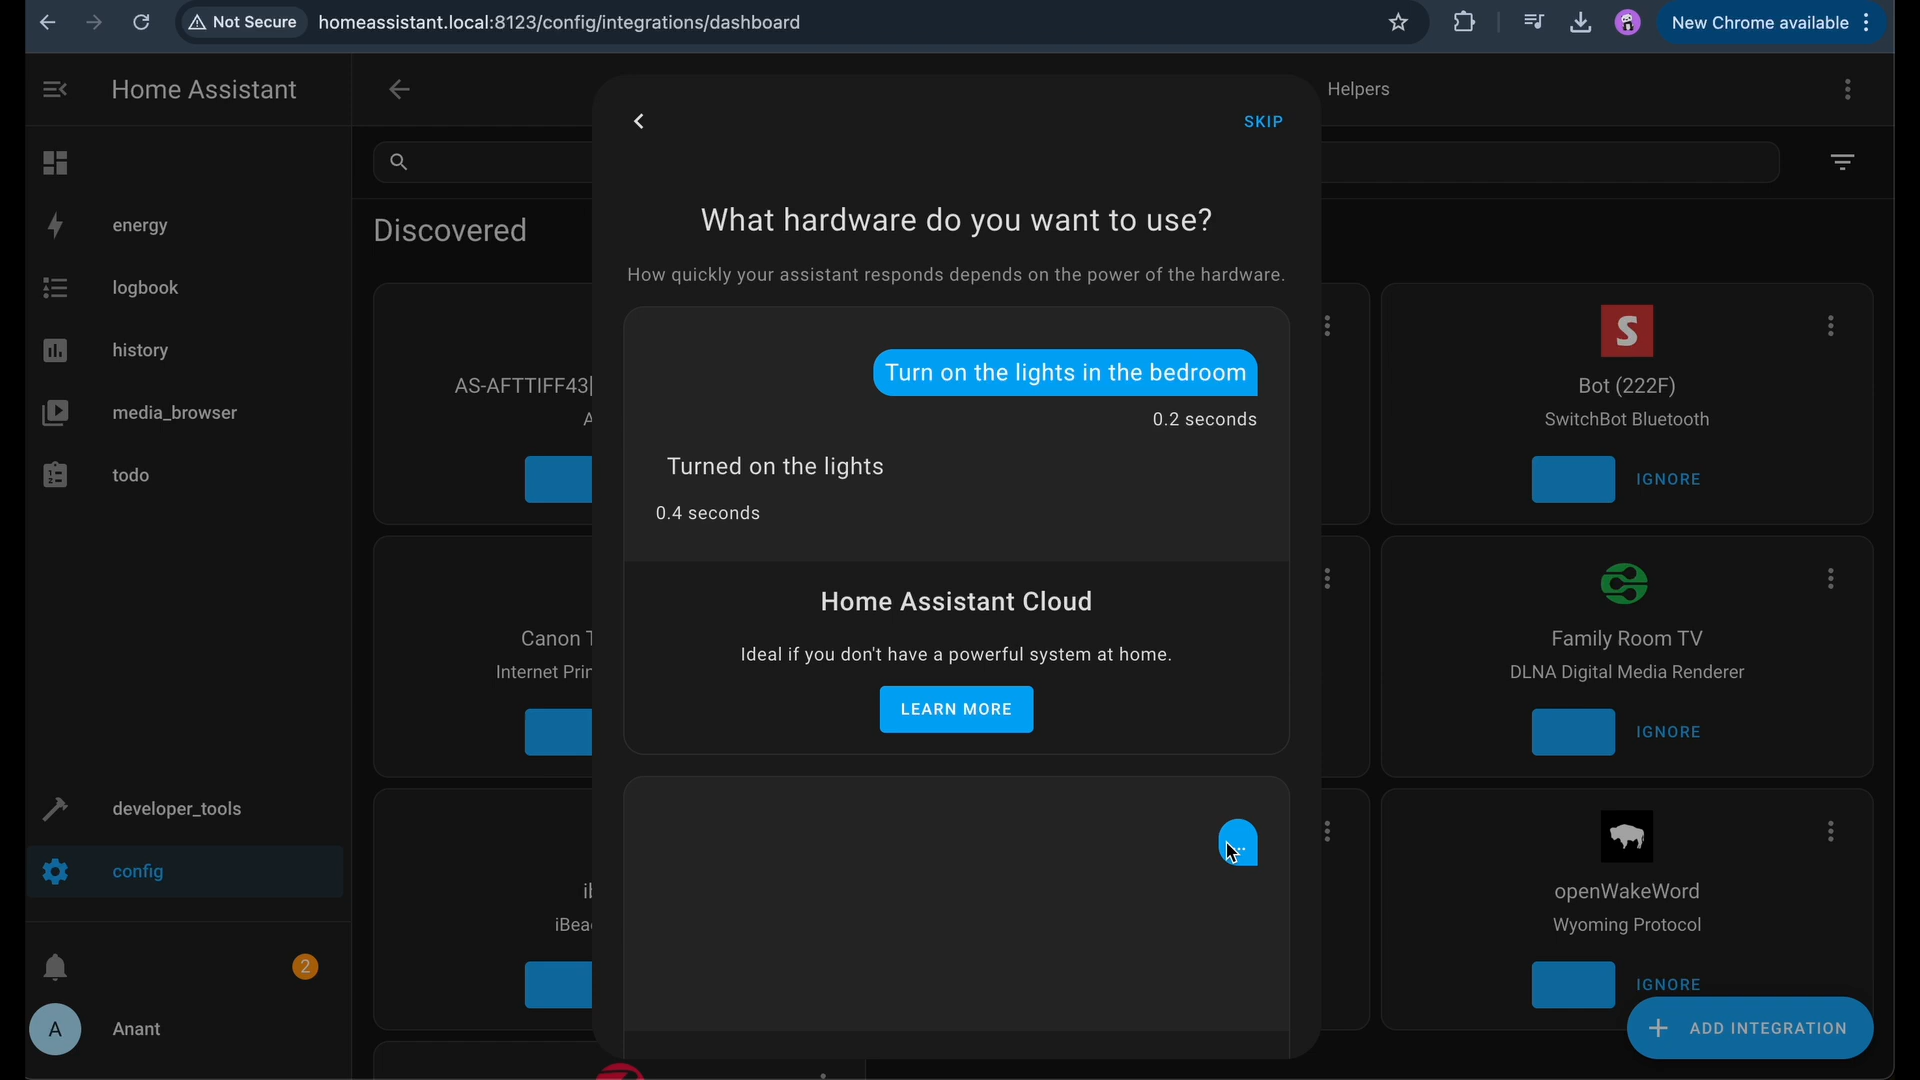 Not Secure
homeassistant.local:8123/config/integrations/dashboard
New Chrome available
Home Assistant
Helpers
SKIP
energy
logbook
history
media_browser
todo
developer_tools
config
2
A
Anant
Discovered
What hardware do you want to use?
How quickly your assistant responds depends on the power of the hardware.
Turn on the lights in the bedroom
0.2 seconds
Turned on the lights
0.4 seconds
Home Assistant Cloud
Ideal if you don't have a powerful system at home.
LEARN MORE
AS-AFTTIFF43
Canon
Internet
S
Bot (222F)
SwitchBot Bluetooth
IGNORE
Family Room TV
DLNA Digital Media Renderer
IGNORE
openWakeWord
Wyoming Protocol
IGNORE
ADD INTEGRATION